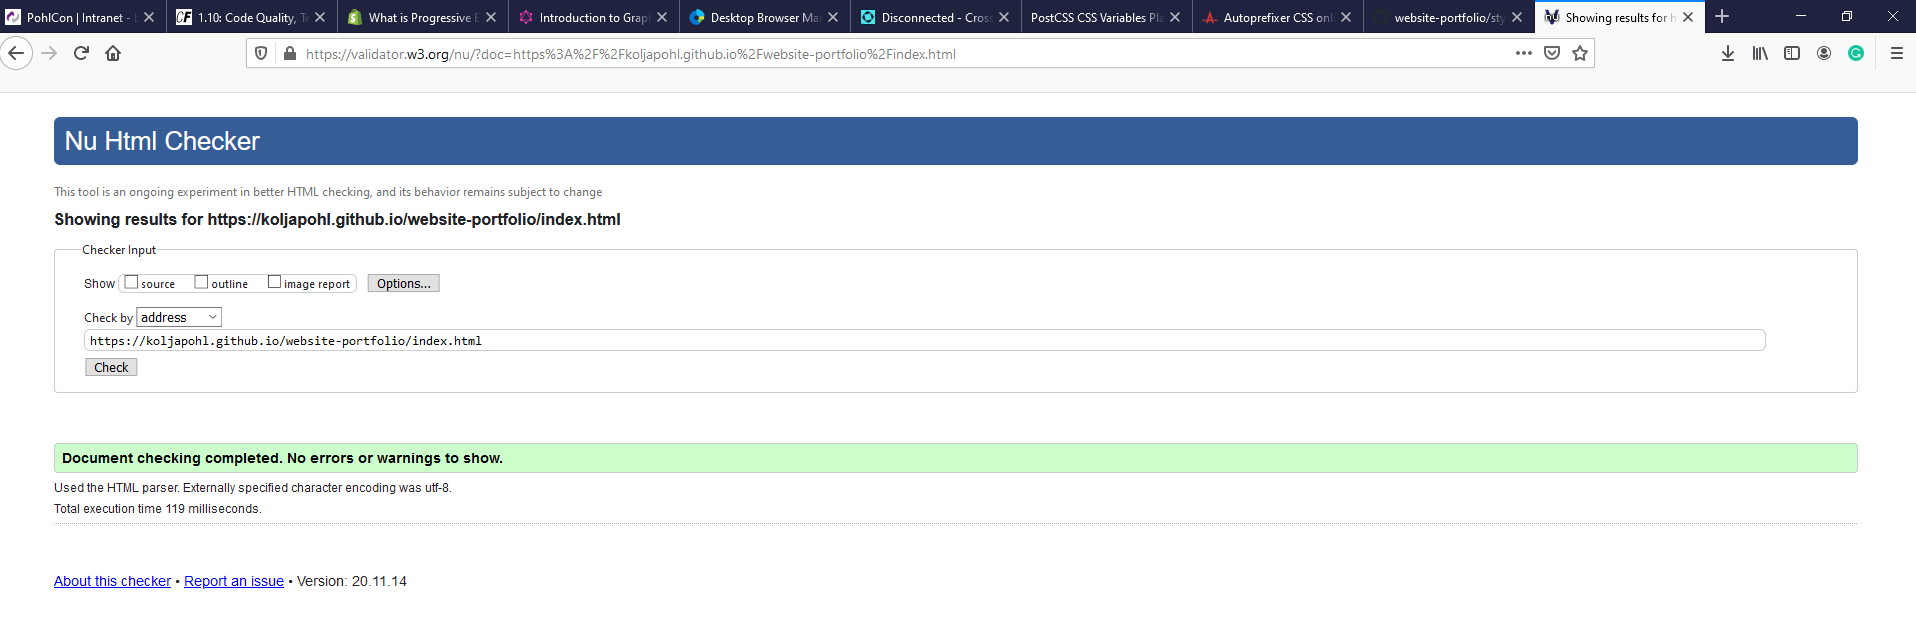 PohlCon | Intranet - L
1.10: Code Quality, Te
What is Progressive E
Introduction to Grap
Desktop Browser Mar
Disconnected - Cross
PostCSS CSS Variables Pla
Autoprefixer CSS onl
website-portfolio/sty
Showing results for h
https://validator.w3.org/nu/?doc=https%3A%2F%2Fkoljapohl.github.io%2Fwebsite-portfolio%2Findex.html
Nu Html Checker
This tool is an ongoing experiment in better HTML checking, and its behavior remains subject to change
Showing results for https://koljapohl.github.io/website-portfolio/index.html
Checker Input
Show source outline image report Options...
Check by address
https://koljapohl.github.io/website-portfolio/index.html
Check
Document checking completed. No errors or warnings to show.
Used the HTML parser. Externally specified character encoding was utf-8.
Total execution time 119 milliseconds.
About this checker • Report an issue • Version: 20.11.14